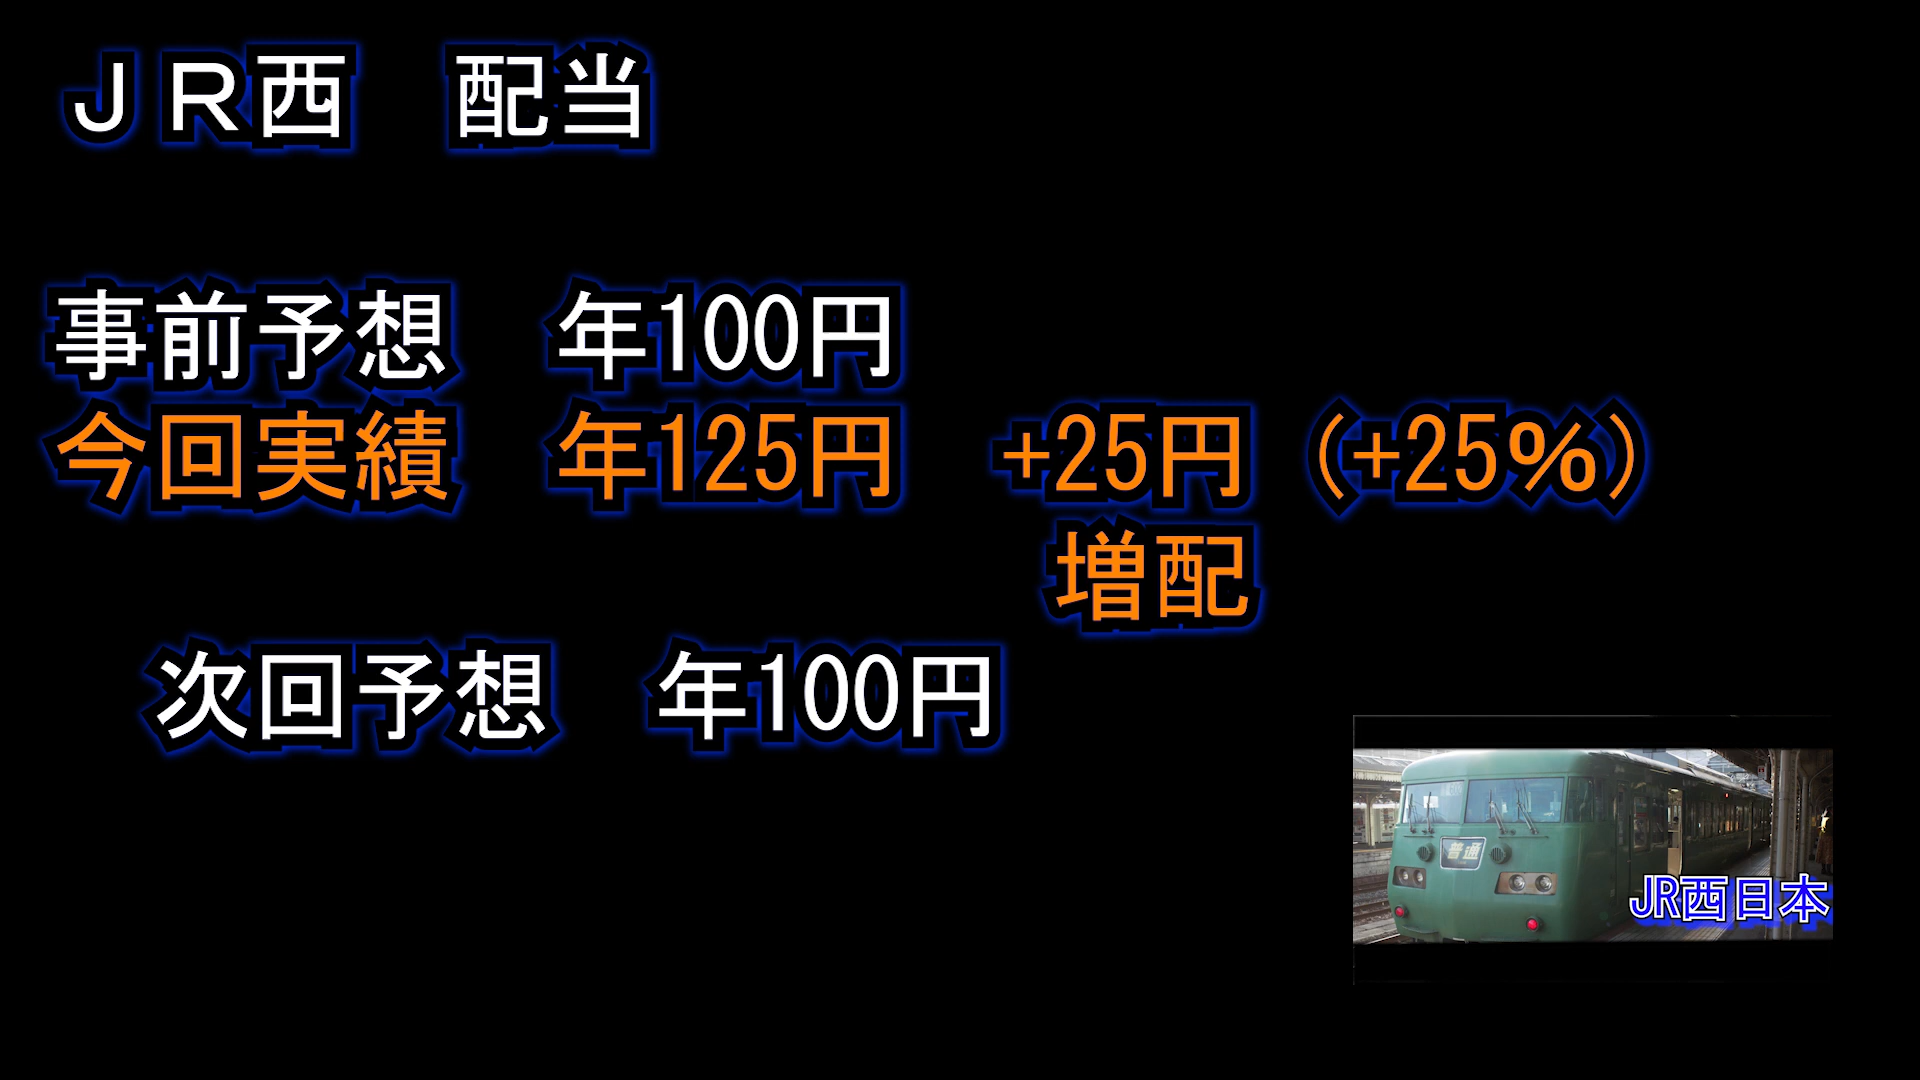 ＪＲ西　配当
事前予想　年100円
今回実績　年125円　+25円（+25％）
増配
次回予想　年100円
普通
JR西日本